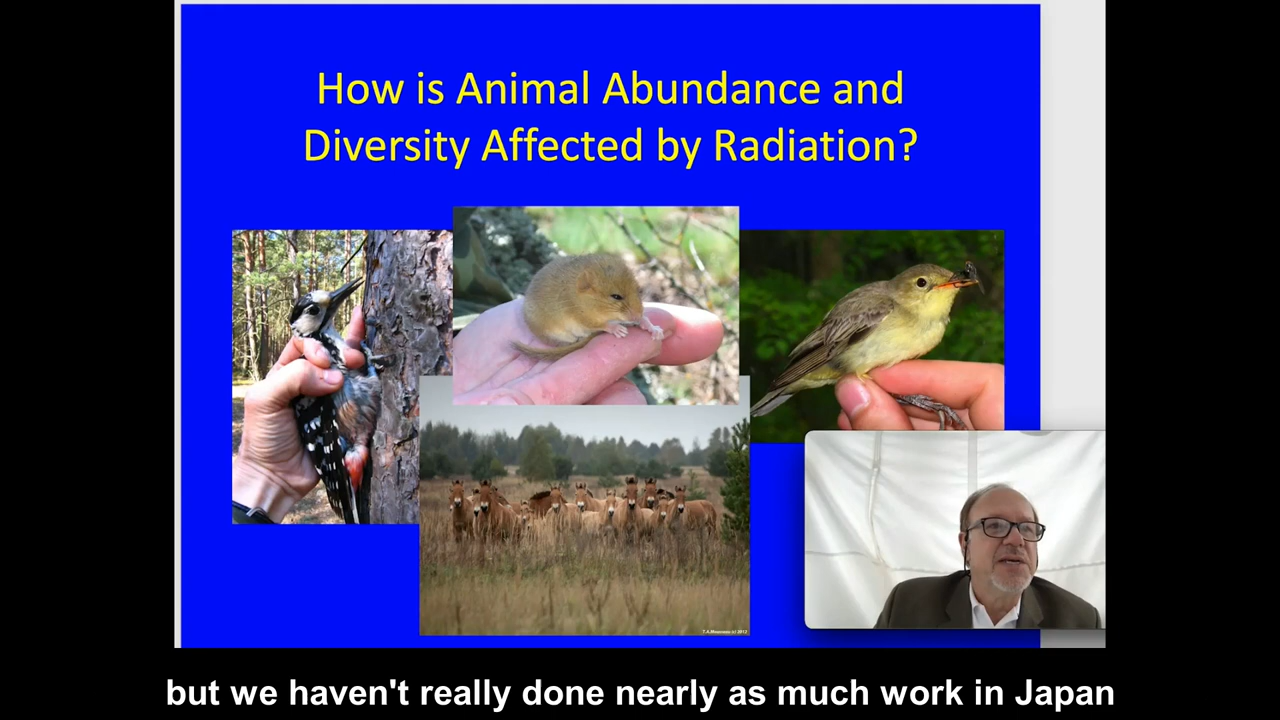 How is Animal Abundance and
Diversity Affected by Radiation?
but we haven't really done nearly as much work in Japan